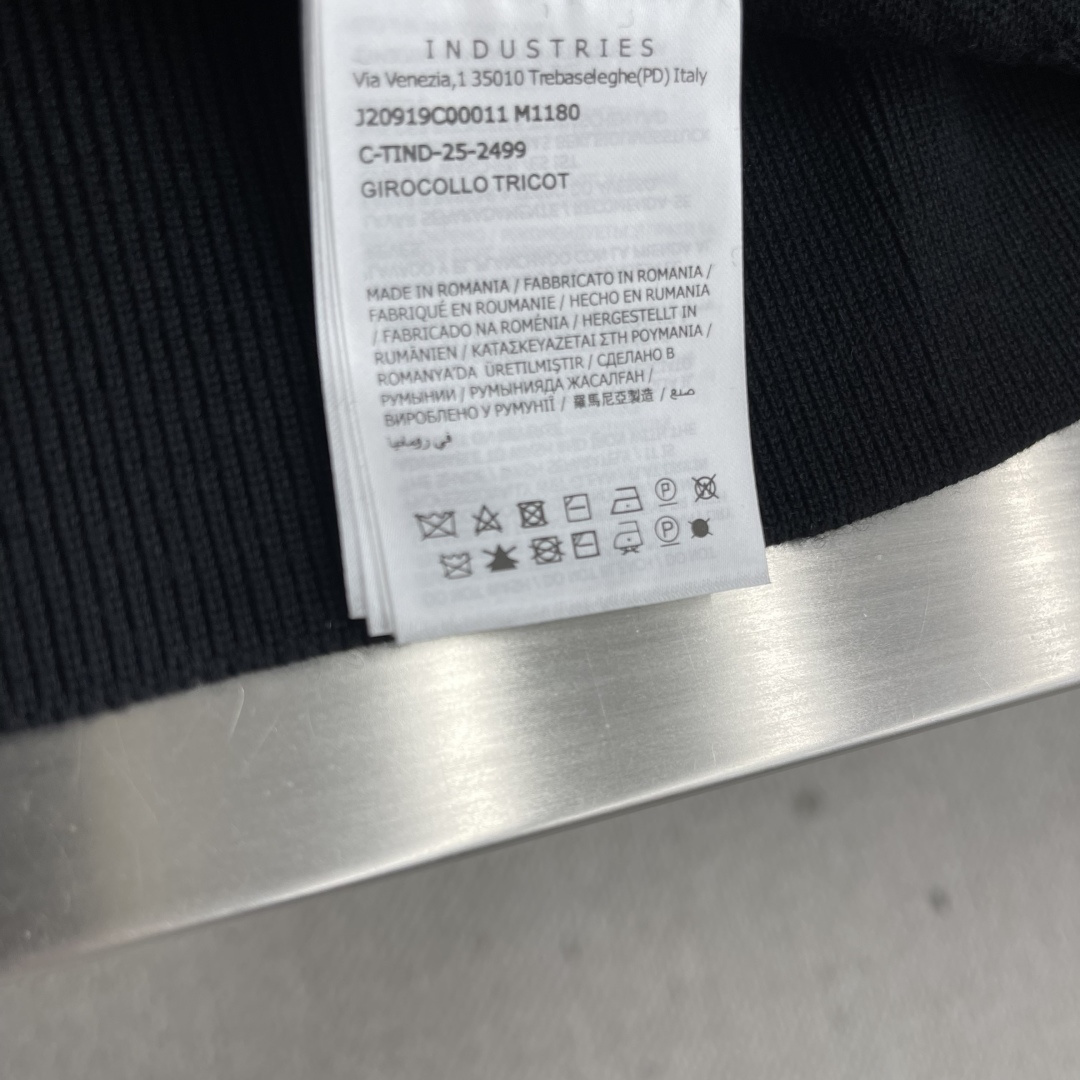 INDUSTRIES
Via Venezia,1 35010 Trebaseleghe(PD) Italy
J20919C00011 M1180
C-TIND-25-2499
GIROCOLLO TRICOT
MADE IN ROMANIA / FABBRICATO IN ROMANIA /
FABRIQUÉ EN ROUMANIE / HECHO EN RUMANIA
/ FABRICADO NA ROMÉNIA / HERGESTELLT IN
RUMÄNIEN / ΚΑΤΑΣΚΕΥΑΖΕΤΑΙ ΣΤΗ ΡΟΥΜΑΝΙΑ /
ROMANYA'DA ÜRETILMIŞTIR / СДЕЛАНО В
РУМЫНИИ / РУМЫНИЯДА ЖАСАЛҒАН /
ВИРОБЛЕНО У РУМУНІЇ / 羅馬尼亞製造 / صنع
في رومانيا